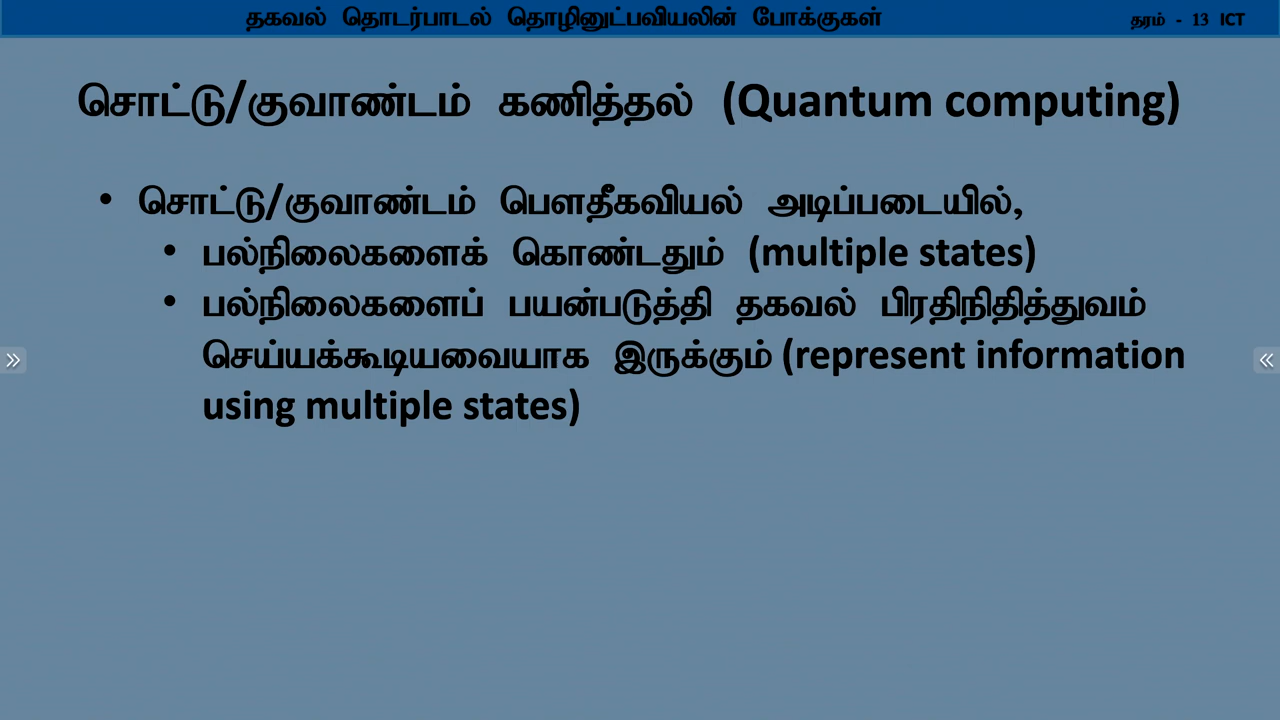 தகவல் தொடர்பாடல் தொழினுட்பவியலின் போக்குகள்
தரம் - 13 ICT
சொட்டு/குவாண்டம் கணித்தல் (Quantum computing)
• சொட்டு/குவாண்டம் பௌதீகவியல் அடிப்படையில்,
• பல்நிலைகளைக் கொண்டதும் (multiple states)
• பல்நிலைகளைப் பயன்படுத்தி தகவல் பிரதிநிதித்துவம்
செய்யக்கூடியவையாக இருக்கும் (represent information
using multiple states)